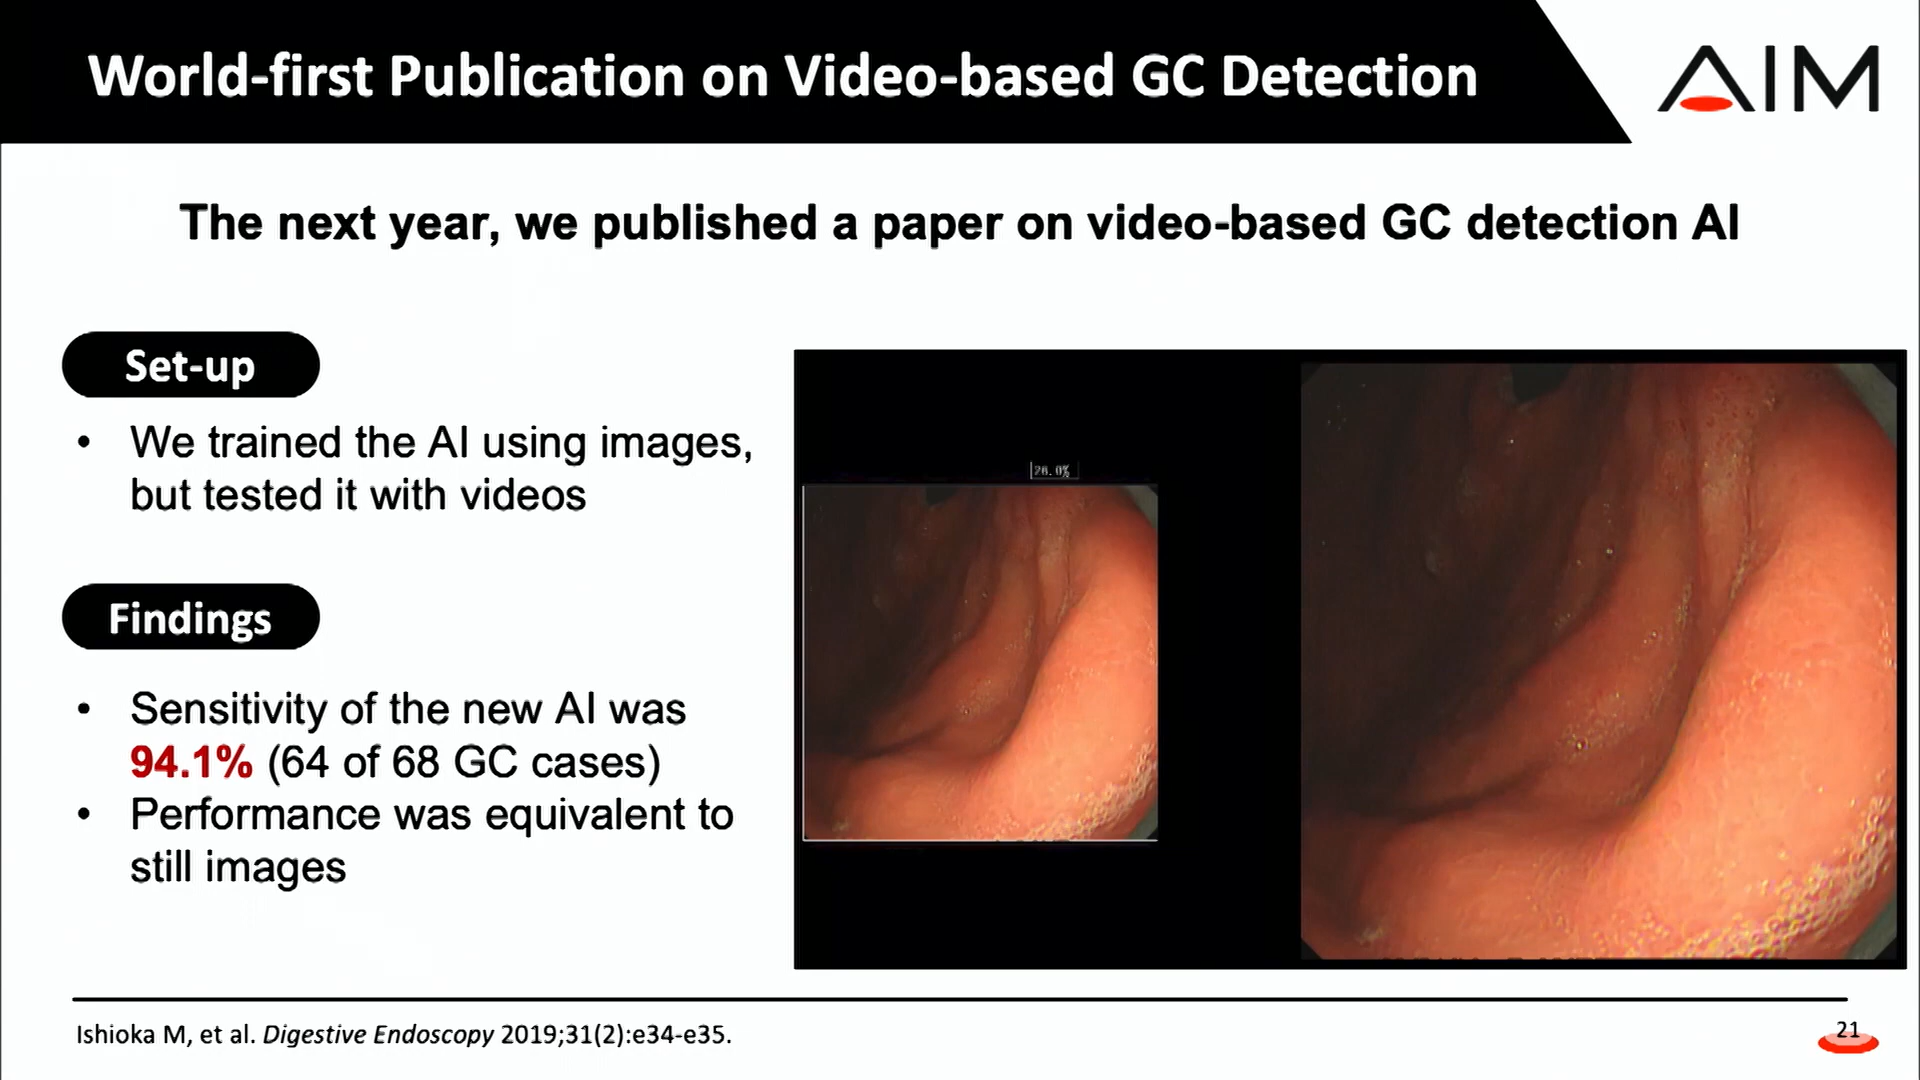 World-first Publication on Video-based GC Detection
AIM
The next year, we published a paper on video-based GC detection AI
Set-up
• We trained the AI using images,
but tested it with videos
Findings
• Sensitivity of the new AI was
94.1% (64 of 68 GC cases)
• Performance was equivalent to
still images
Ishioka M, et al. Digestive Endoscopy 2019;31(2):e34-e35.
21